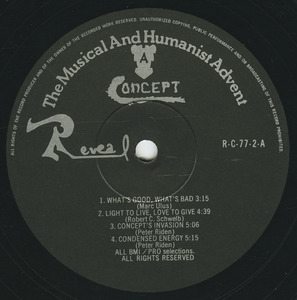 ALL RIGHTS OF THE RECORD PRODUCER AND OF THE OWNER OF THE RECORDED WORK RESERVED. UNAUTHORIZED COPYING, PUBLIC PERFORMANCE AND/OR BROADCASTING OF THIS RECORD PROHIBITED.
The Musical And Humanist Advent
A
CONCEPT
Reveal
R-C-77-2-A
1. WHAT'S GOOD, WHAT'S BAD 3:15
(Marc Ulus)
2. LIGHT TO LIVE, LOVE TO GIVE 4:39
(Robert C. Schwelb)
3. CONCEPT'S INVASION 5:06
(Peter Riden)
4. CONDENSED ENERGY 5:15
(Peter Riden)
ALL BMI / PRO selections.
ALL RIGHTS RESERVED